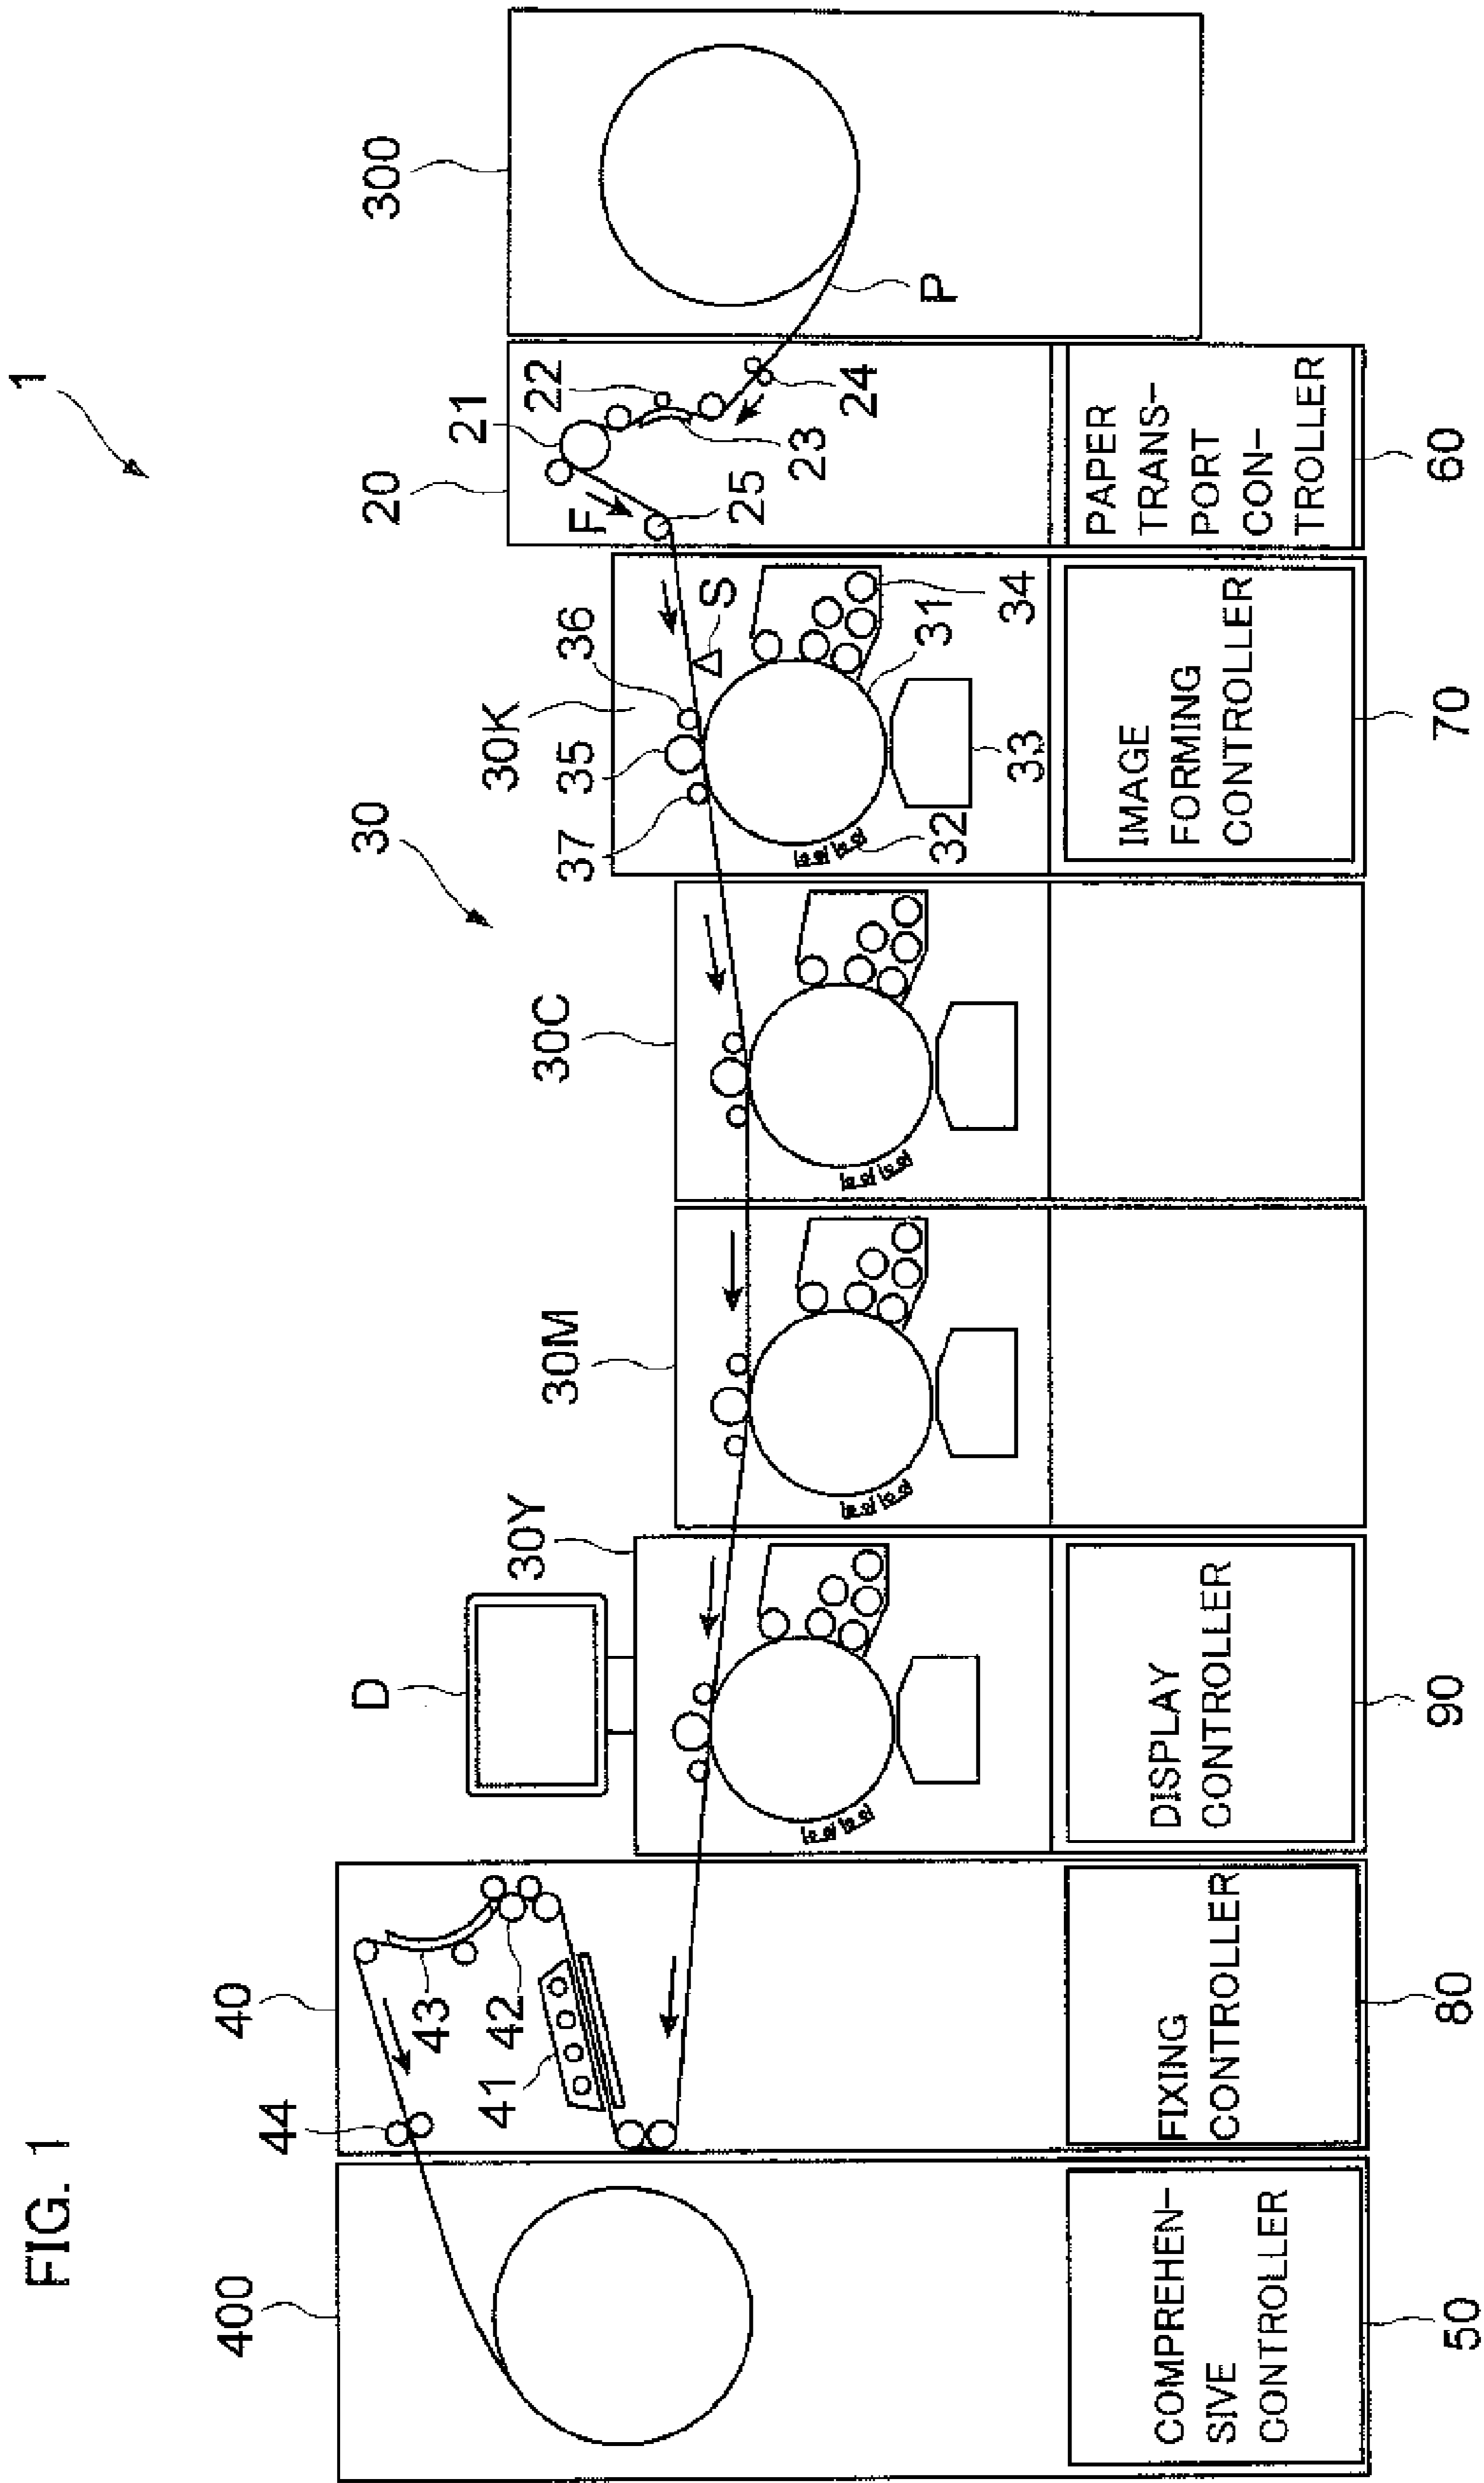 FIG. 1
1
30
400
44
40
D
30Y
30M
30C
30K
36
35
37
20
21
22
300
43
42
41
F
25
23
24
P
S
34
31
33
32
COMPREHEN-
SIVE
CONTROLLER
FIXING
CONTROLLER
DISPLAY
CONTROLLER
IMAGE
FORMING
CONTROLLER
PAPER
TRANS-
PORT
CON-
TROLLER
50
80
90
70
60